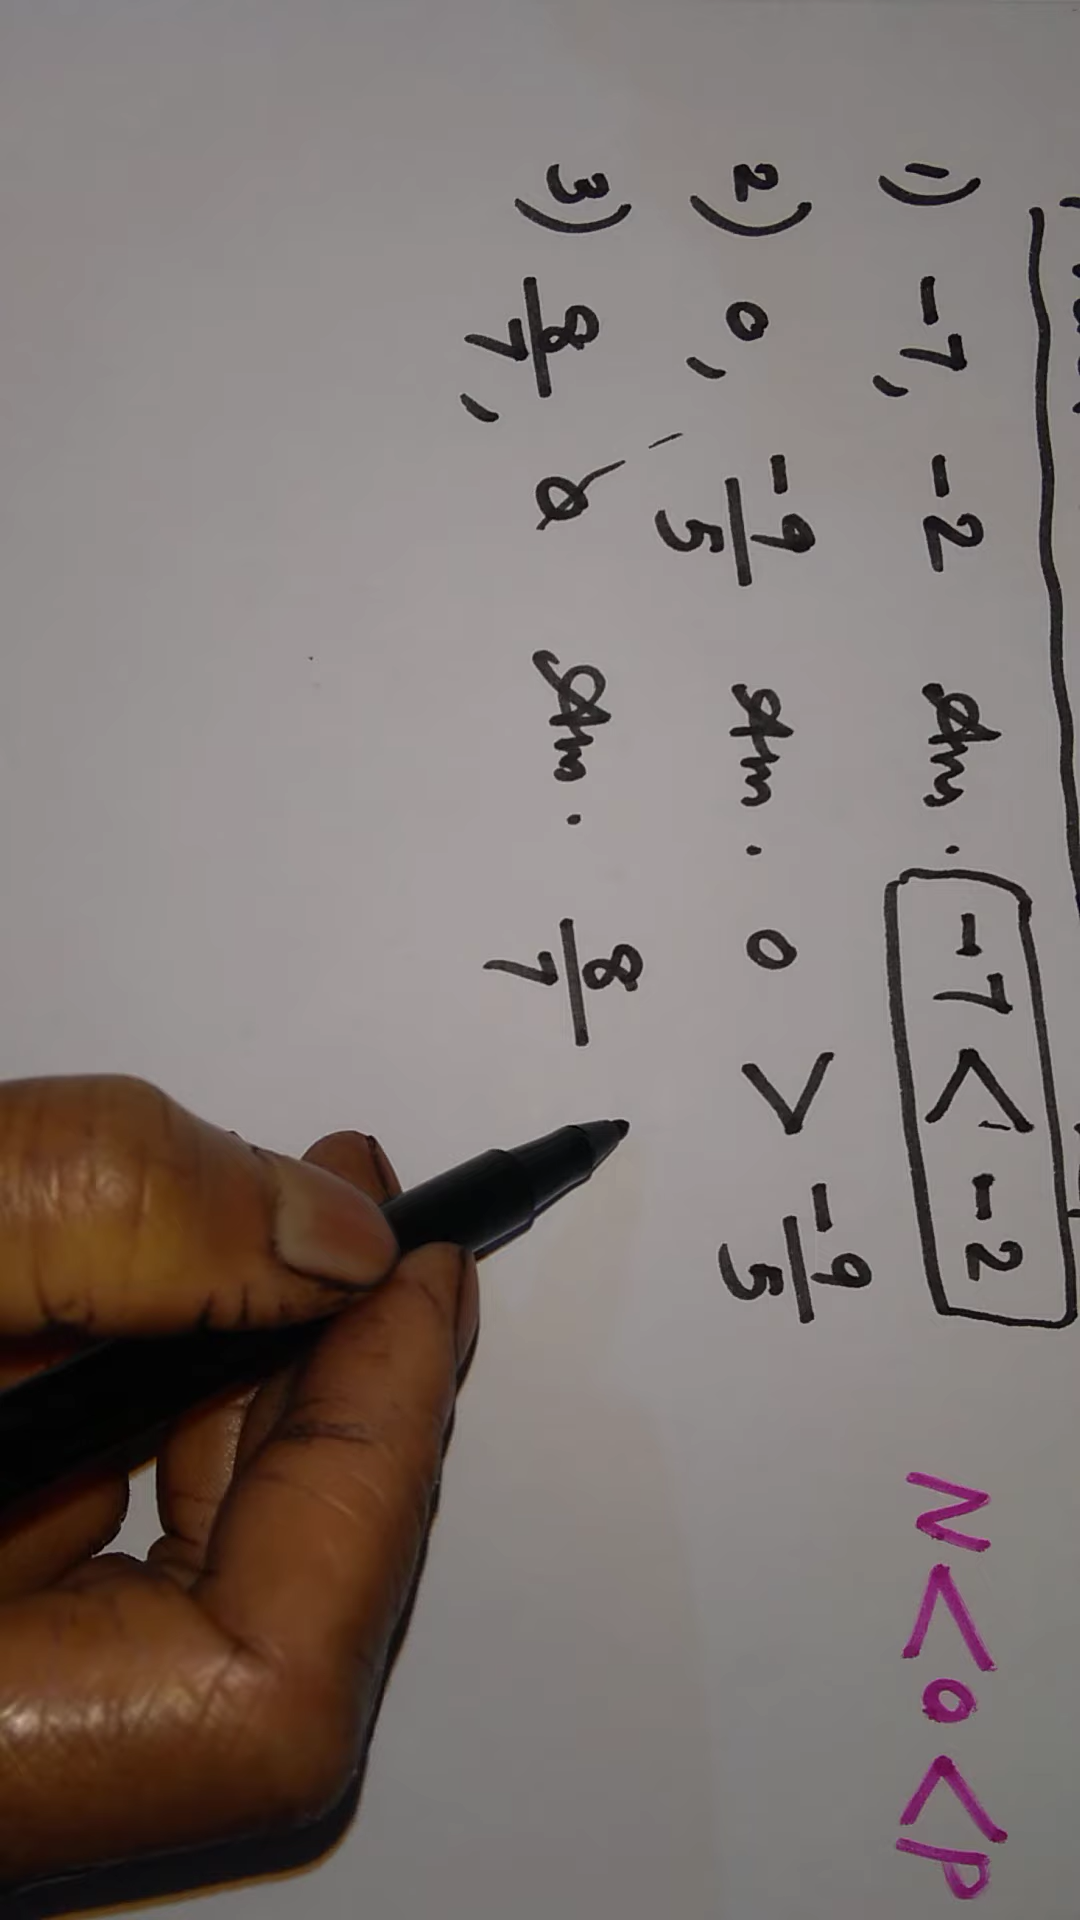 1) -7, -2 Ans. -7 < -2
N < 0 < P
2) 0, -9/5 Ans. 0 > -9/5
3) 8/7, 0 Ans. 8/7